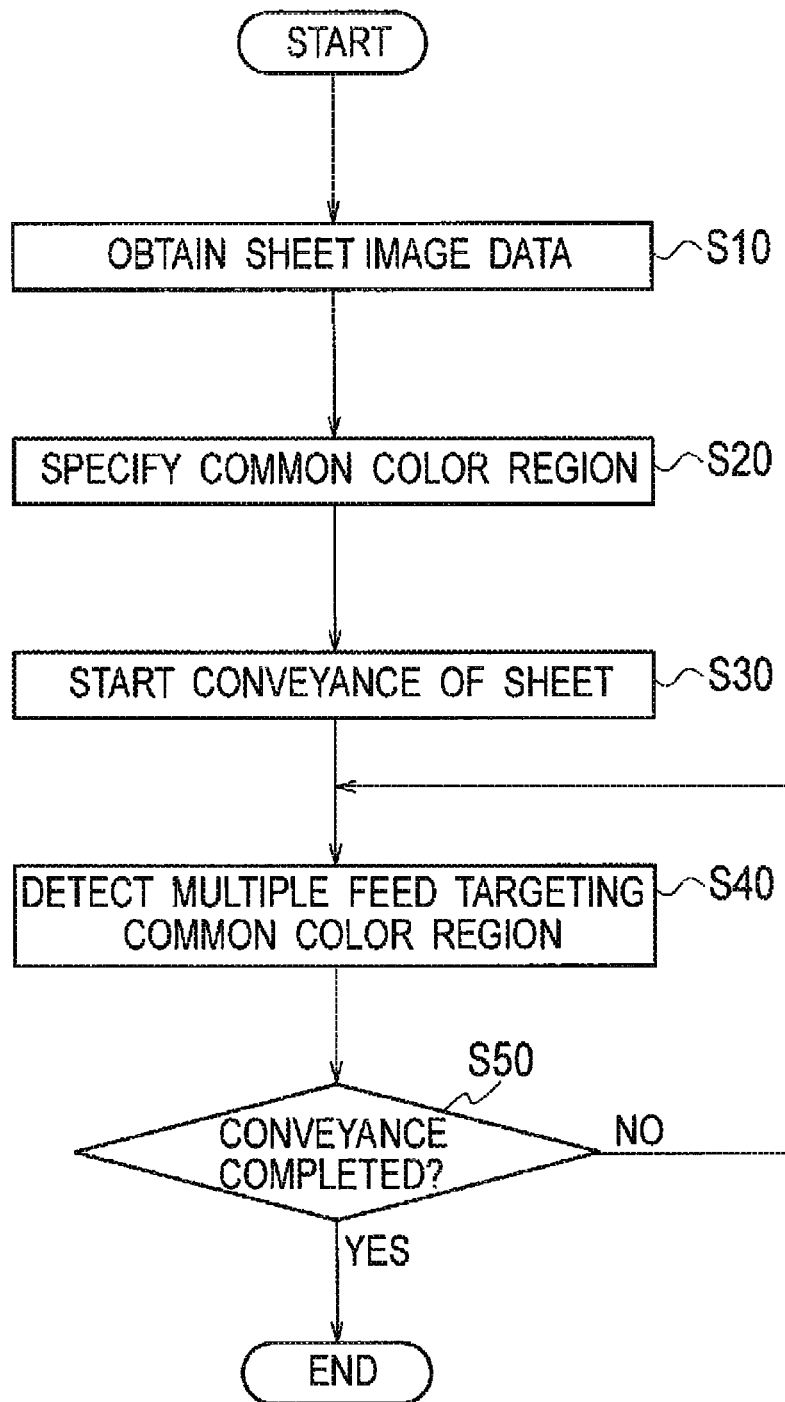 START
OBTAIN SHEET IMAGE DATA
S10
SPECIFY COMMON COLOR REGION
S20
START CONVEYANCE OF SHEET
S30
DETECT MULTIPLE FEED TARGETING
COMMON COLOR REGION
S40
S50
CONVEYANCE
COMPLETED?
NO
YES
END